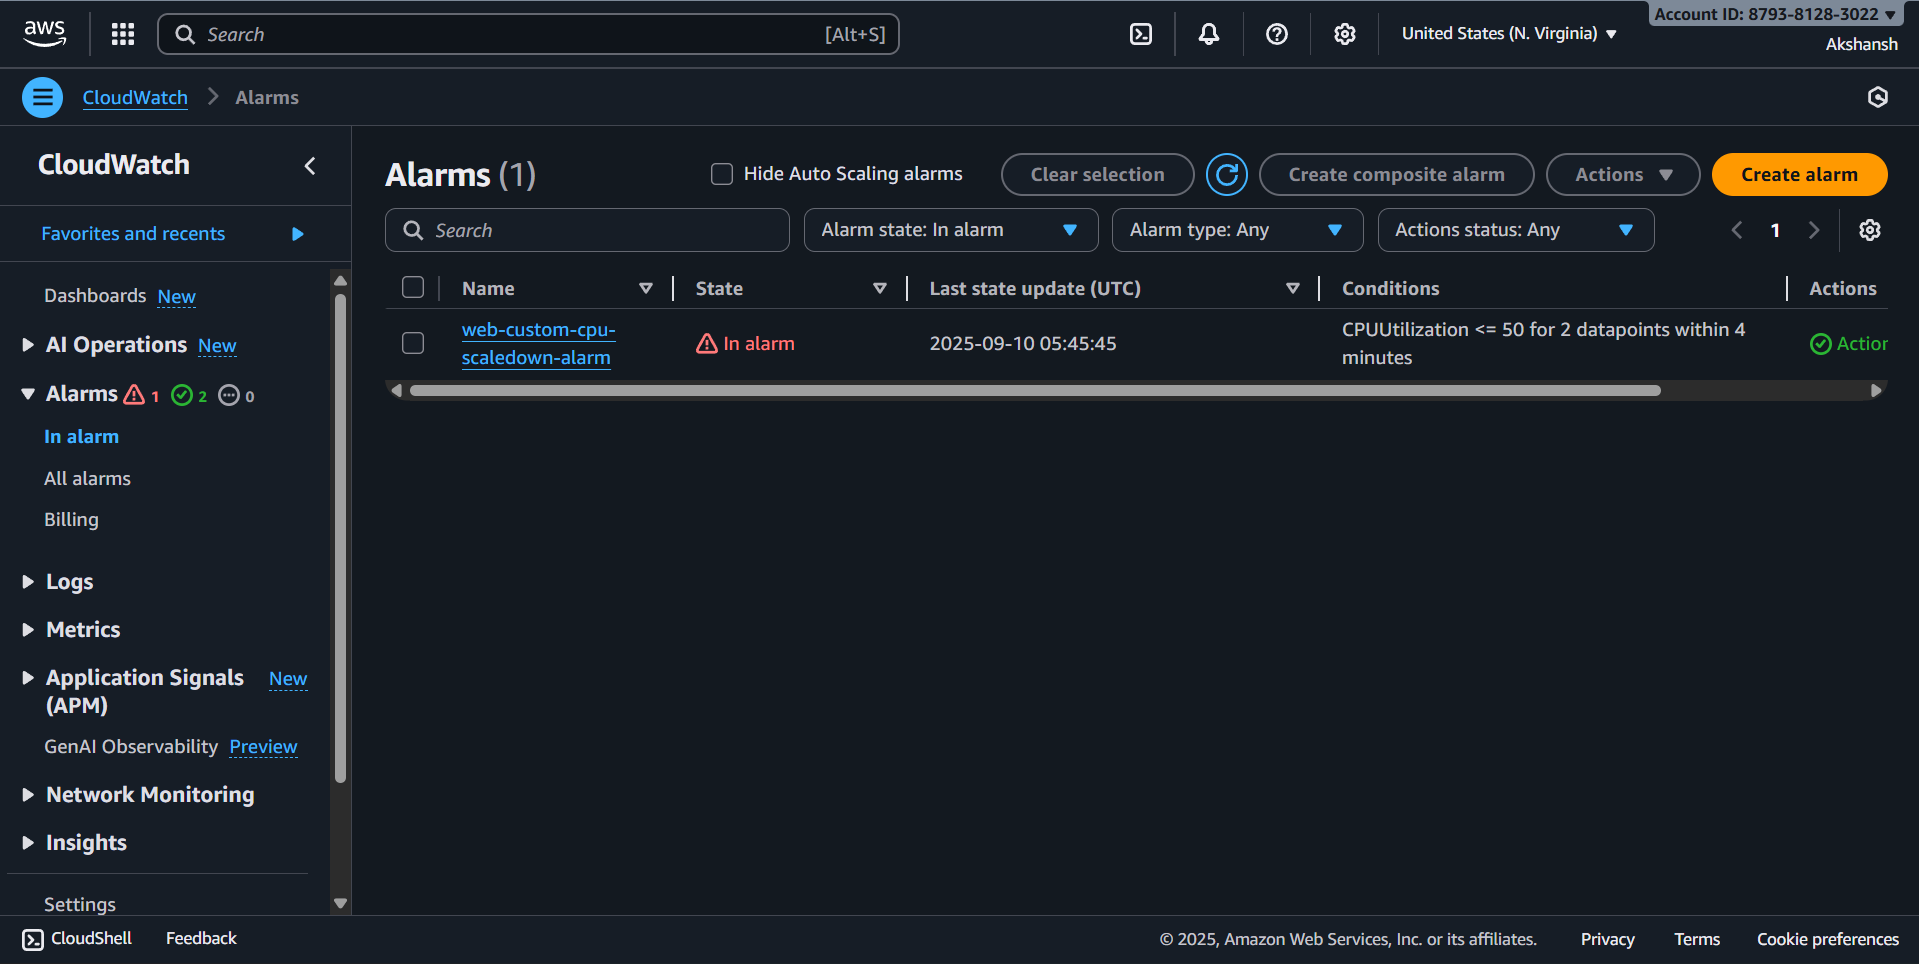 aws
Search
[Alt+S]
United States (N. Virginia)
Account ID: 8793-8128-3022
Akshansh
CloudWatch
Alarms
CloudWatch
Favorites and recents
Dashboards New
AI Operations New
Alarms 1 2 0
In alarm
All alarms
Billing
Logs
Metrics
Application Signals New
(APM)
GenAI Observability Preview
Network Monitoring
Insights
Settings
Alarms (1)
Hide Auto Scaling alarms
Clear selection
Create composite alarm
Actions
Create alarm
Search
Alarm state: In alarm
Alarm type: Any
Actions status: Any
1
Name
State
Last state update (UTC)
Conditions
Actions
web-custom-cpu-
scaledown-alarm
In alarm
2025-09-10 05:45:45
CPUUtilization <= 50 for 2 datapoints within 4
minutes
Action
CloudShell
Feedback
© 2025, Amazon Web Services, Inc. or its affiliates.
Privacy
Terms
Cookie preferences